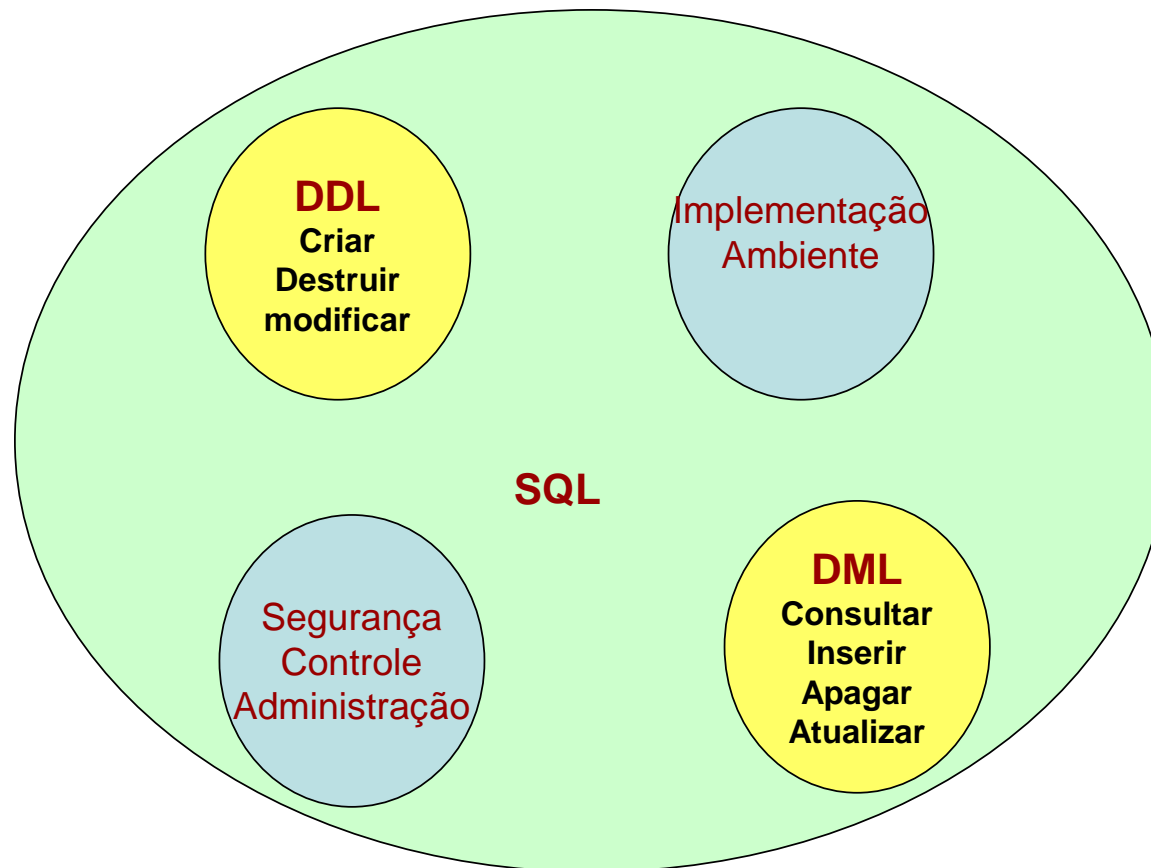 DDL
Criar
Destruir
modificar
Implementação
Ambiente
SQL
Segurança
Controle
Administração
DML
Consultar
Inserir
Apagar
Atualizar